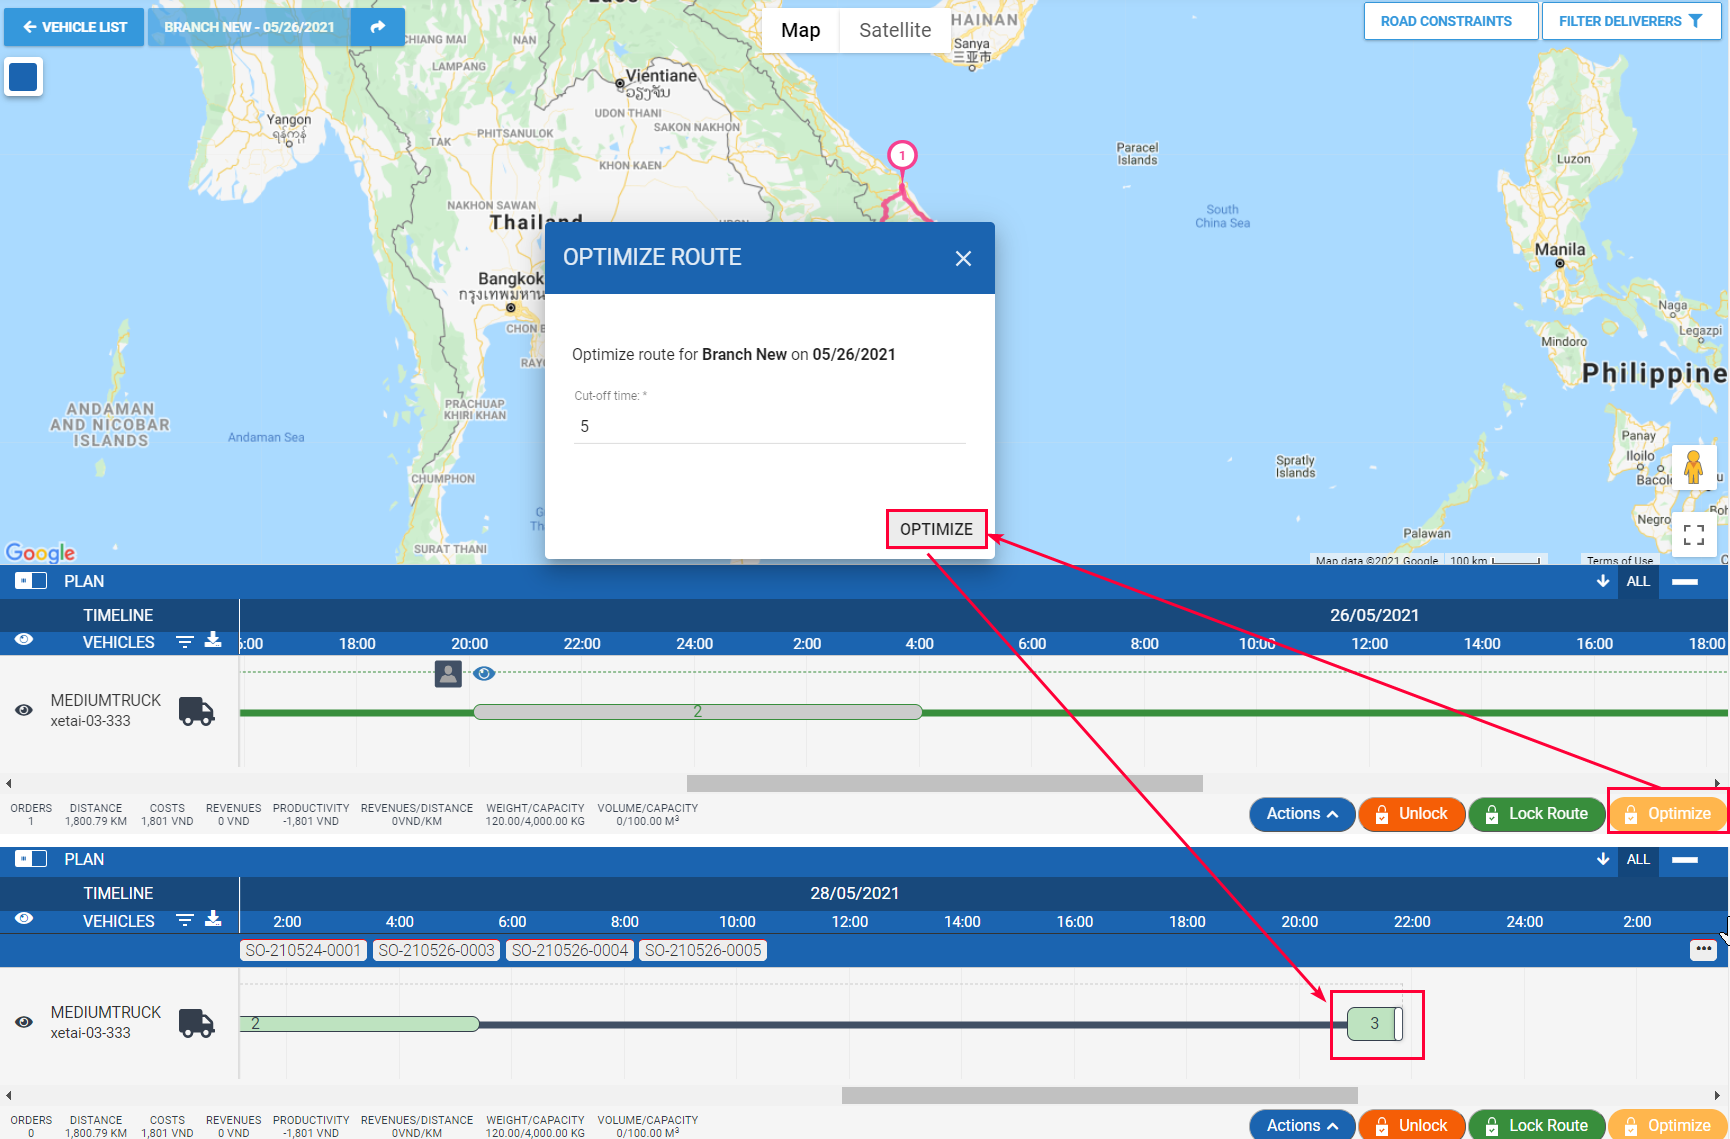 VEHICLE LIST
BRANCH NEW - 05/26/2021
Map
Satellite
ROAD CONSTRAINTS
FILTER DELIVERERS
HAINAN
Sanya
三亚市
CHIANG MAI
NAN
LAMPANG
Vientiane
ວຽງຈັນ
Yangon
ရန်ကုန်
UDON THANI
SAKON NAKHON
PHITSANULOK
TAK
KHON KAEN
1
Paracel
Islands
Luzon
NAKHON SAWAN
Thailand
South
China Sea
Manila
Bangkok
CHON B
RAYO
PRACHUAP
KHIRI KHAN
Naga
Legazpi
Mindoro
Philippine
ANDAMAN
AND NICOBAR
ISLANDS
Andaman Sea
CHUMPHON
Spratly
Islands
Panay
Iloilo
Bacolo
Negro
Boh
Palawan
SURAT THANI
G
Th
OPTIMIZE ROUTE
Optimize route for Branch New on 05/26/2021
Cut-off time: *
5
OPTIMIZE
Google
Map data ©2021 Google
100 km
Terms of Use
PLAN
ALL
TIMELINE
26/05/2021
VEHICLES
6:00 18:00 20:00 22:00 24:00 2:00 4:00 6:00 8:00 10:00 12:00 14:00 16:00 18:00
MEDIUMTRUCK
xetai-03-333
2
ORDERS DISTANCE COSTS REVENUES PRODUCTIVITY REVENUES/DISTANCE WEIGHT/CAPACITY VOLUME/CAPACITY
1 1,800.79 KM 1,801 VND 0 VND -1,801 VND 0VND/KM 120.00/4,000.00 KG 0/100.00 M³
Actions
Unlock
Lock Route
Optimize
PLAN
ALL
TIMELINE
28/05/2021
VEHICLES
2:00 4:00 6:00 8:00 10:00 12:00 14:00 16:00 18:00 20:00 22:00 24:00 2:00
SO-210524-0001 SO-210526-0003 SO-210526-0004 SO-210526-0005
MEDIUMTRUCK
xetai-03-333
2
3
ORDERS DISTANCE COSTS REVENUES PRODUCTIVITY REVENUES/DISTANCE WEIGHT/CAPACITY VOLUME/CAPACITY
0 1,800.79 KM 1,801 VND 0 VND -1,801 VND 0VND/KM 120.00/4,000.00 KG 0/100.00 M³
Actions
Unlock
Lock Route
Optimize